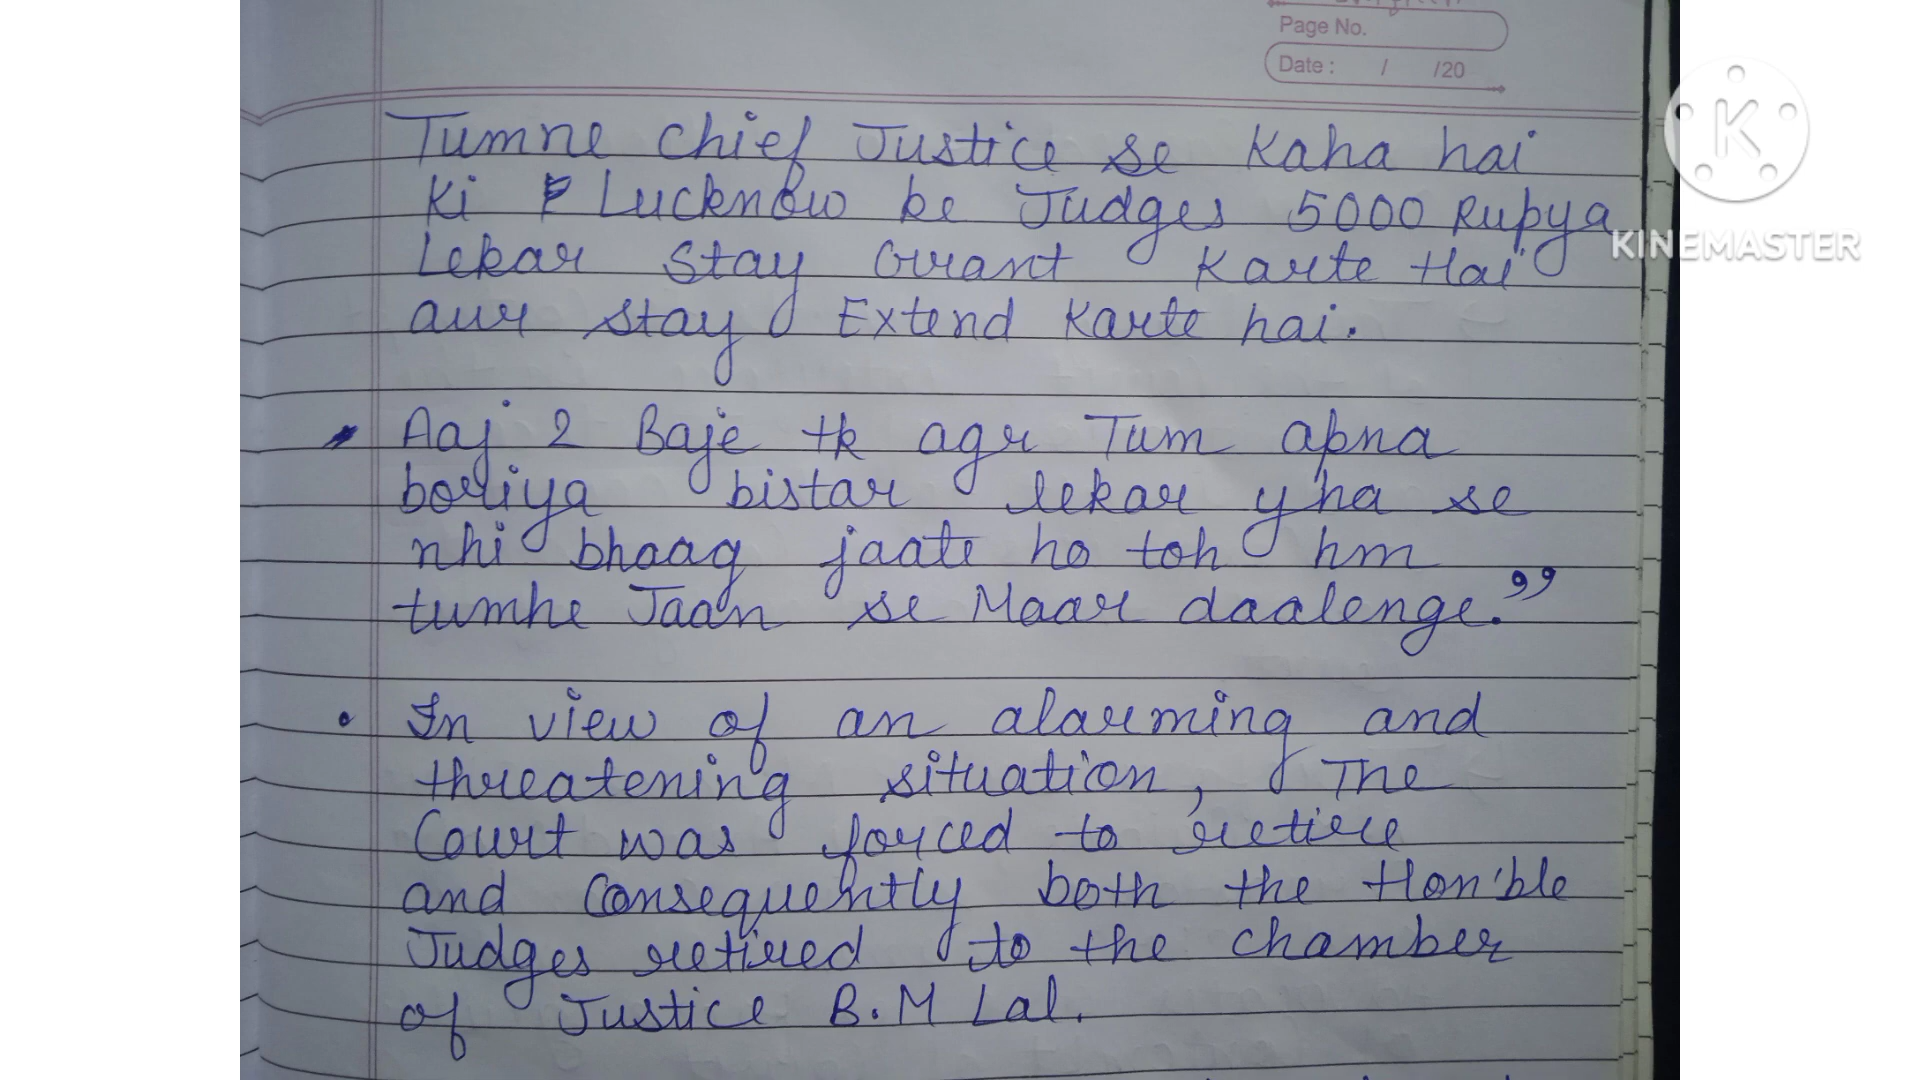 Page No.
Date : / /20
K
KINEMASTER
Tumne chief Justice se kaha hai
ki Lucknow ke Judges 5000 Rupya
Lekar stay Grant Karte Hai
aur stay Extend karte hai.
Aaj 2 Baje tk agr Tum apna
boriya bistar lekar yha se
nhi bhaag jaate ho toh hm
tumhe Jaan se Maar daalenge.”
• In view of an alarming and
threatening situation, The
Court was forced to retire
and Consequently both the Hon'ble
Judges retired to the chamber
of Justice B.M Lal.